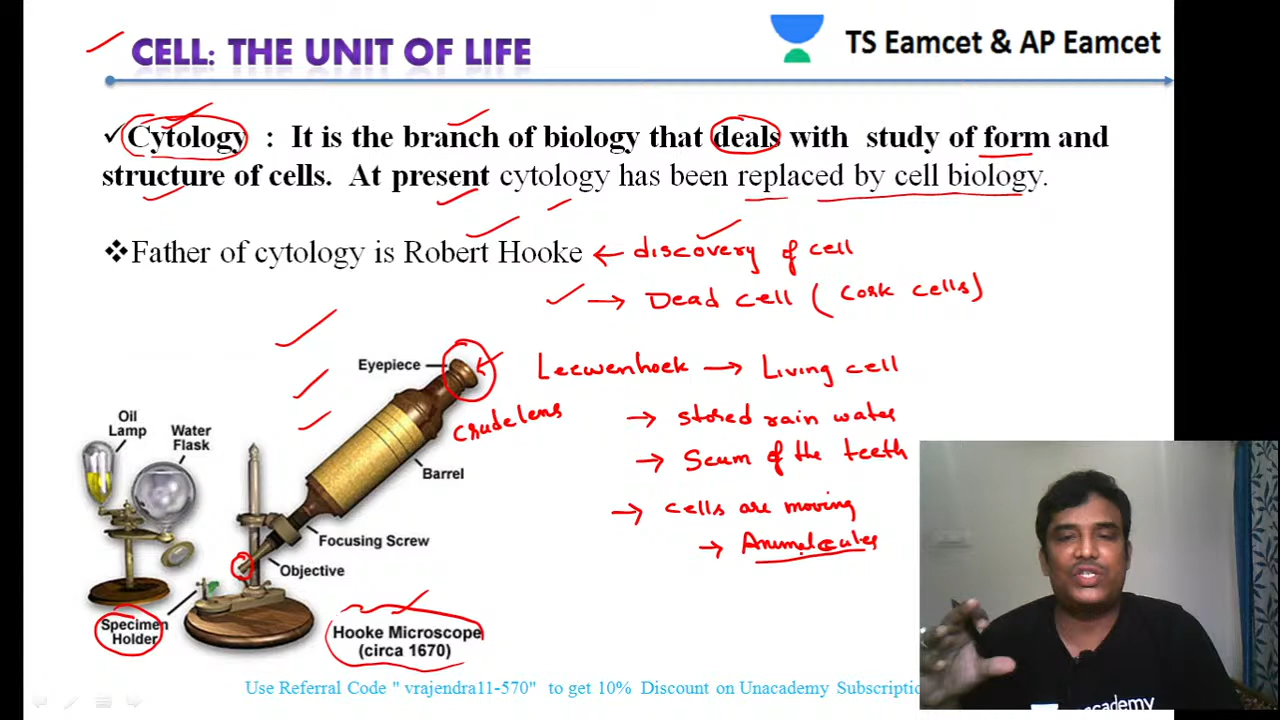 CELL: THE UNIT OF LIFE
TS Eamcet & AP Eamcet
Cytology : It is the branch of biology that deals with study of form and
structure of cells. At present cytology has been replaced by cell biology.
Father of cytology is Robert Hooke ← discovery of cell
→ Dead cell ( Cork cells)
Eyepiece
Leewenhoek → Living cell
Oil
Lamp
Water
Flask
crude lens
→ stored rain water
→ Scum of the teeth
Barrel
→ cells are moving
Focusing Screw
→ Animalcules
Objective
Specimen
Holder
Hooke Microscope
(circa 1670)
Use Referral Code " vrajendra11-570" to get 10% Discount on Unacademy Subscriptio
unacademy